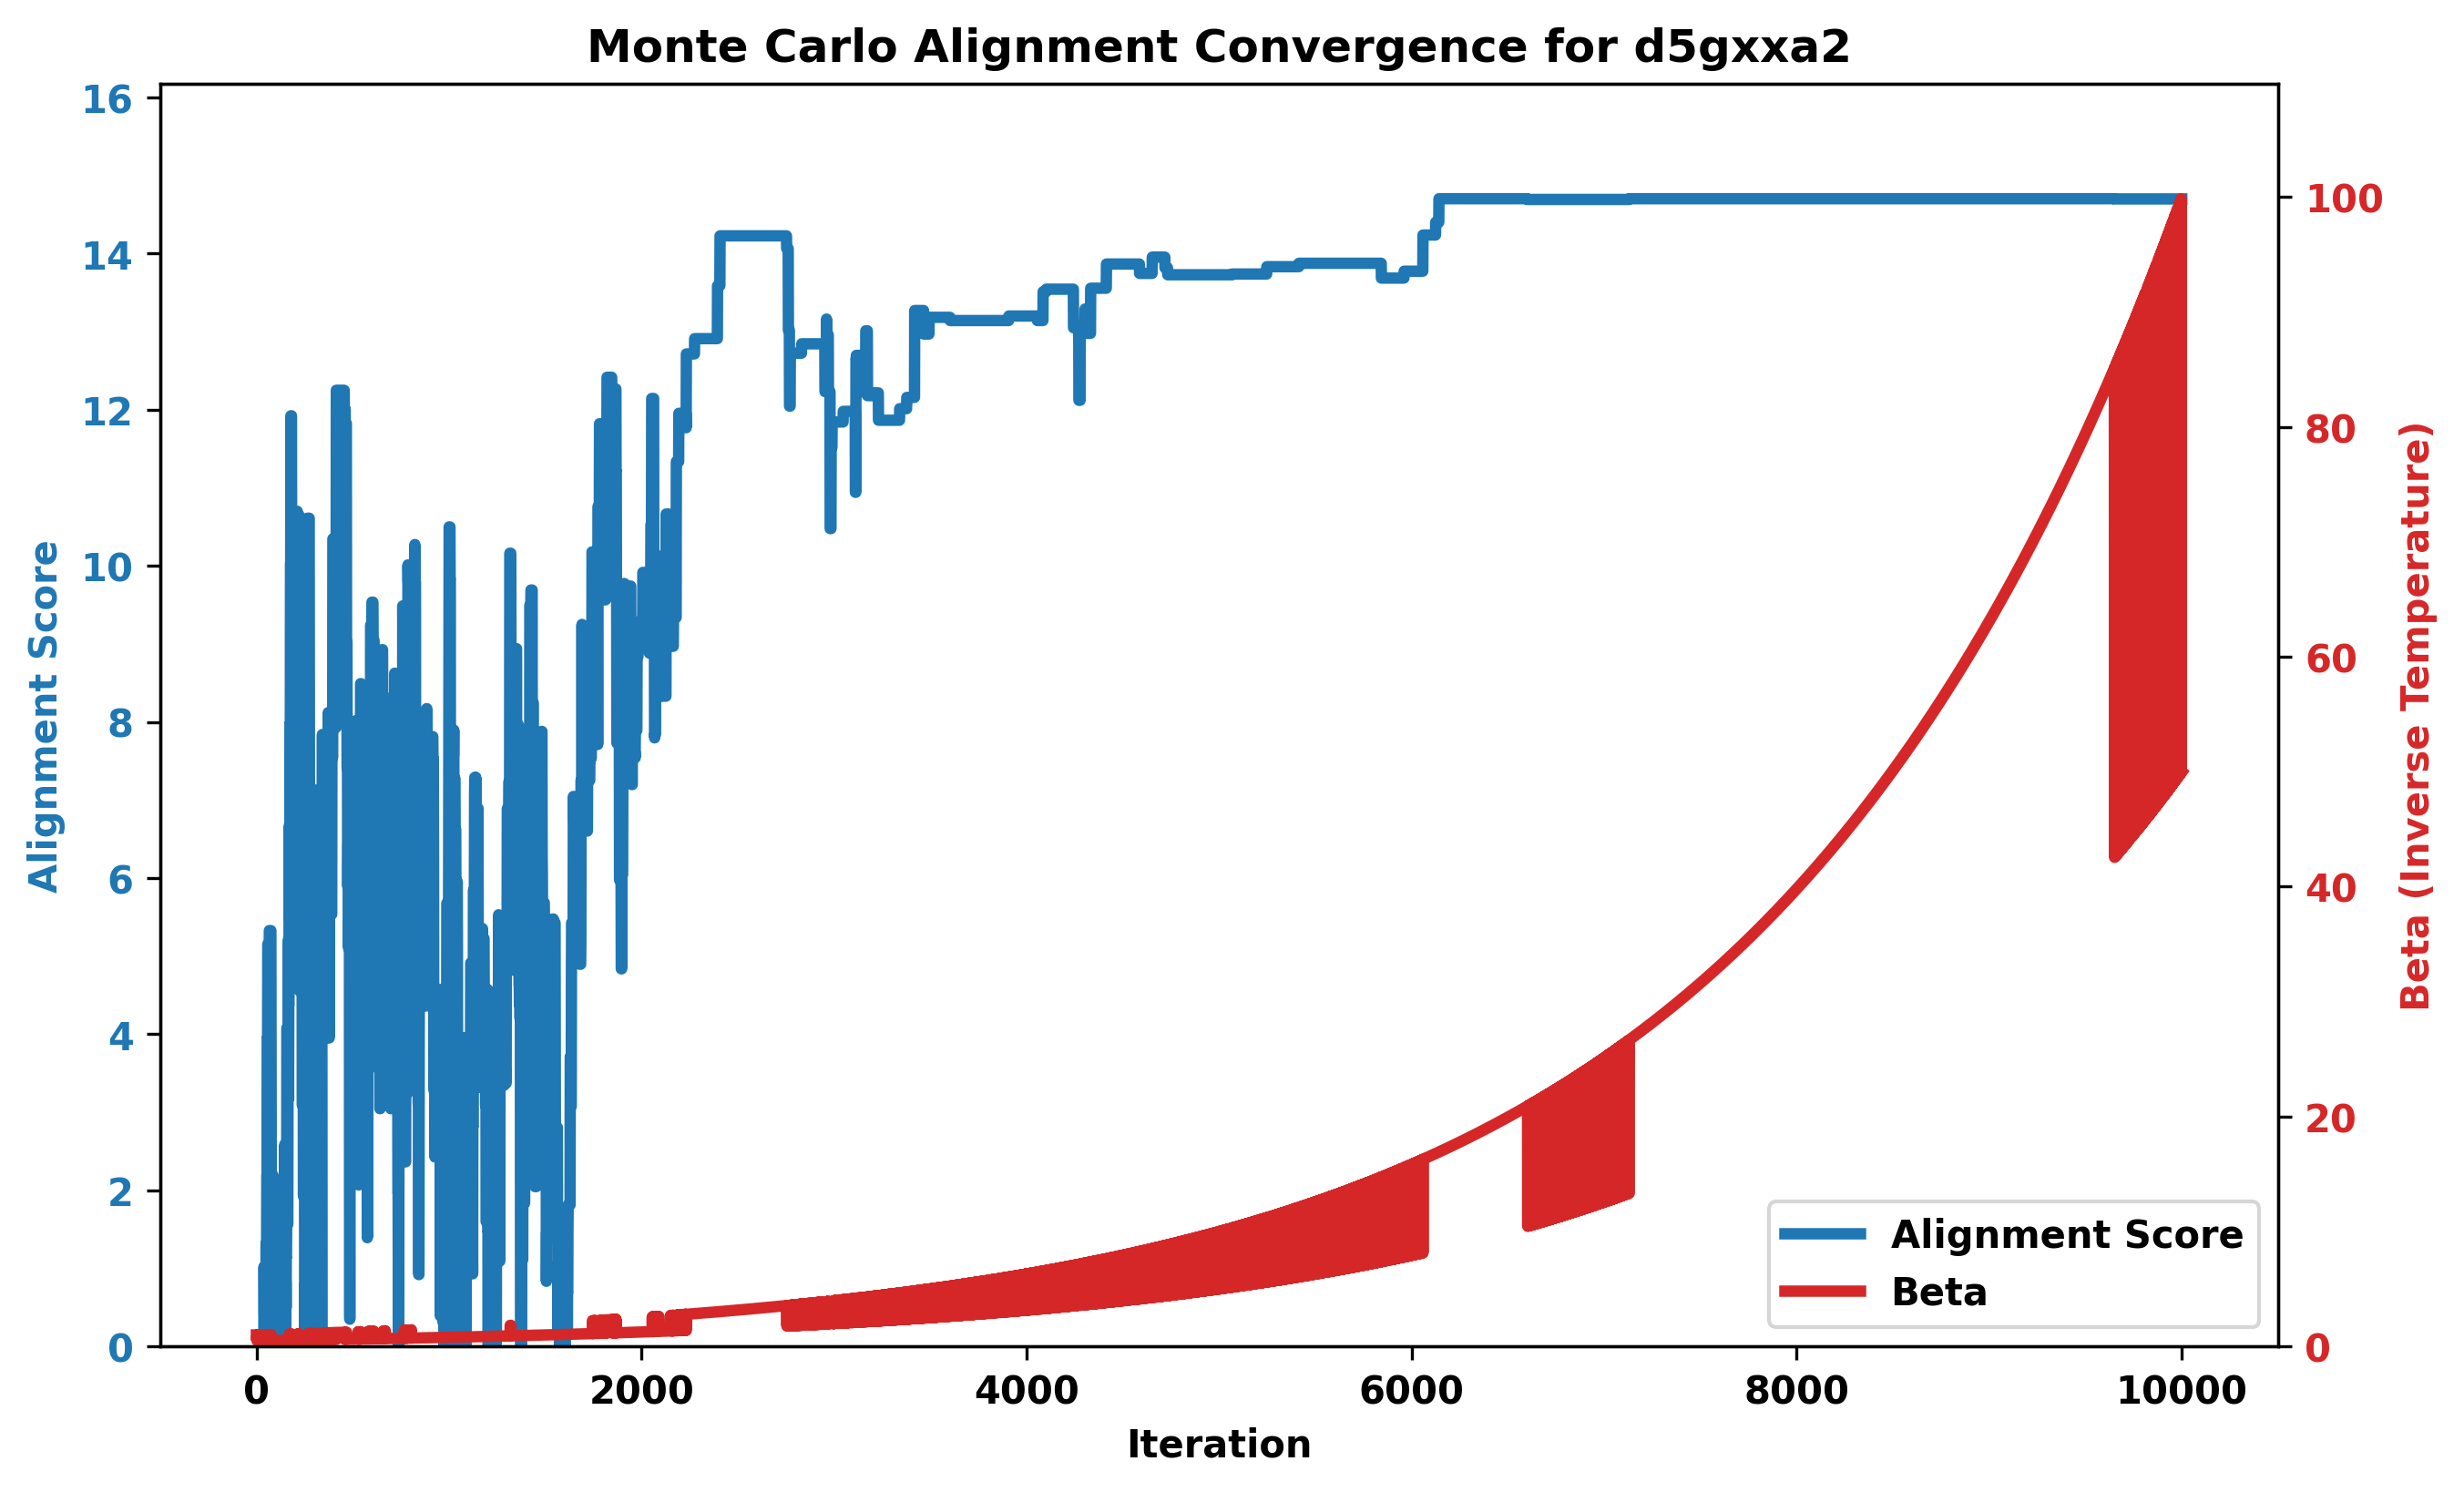 Monte Carlo Alignment Convergence for d5gxxa2
Alignment Score
16
14
12
10
8
6
4
2
0
100
80
60
40
20
0
Beta (Inverse Temperature)
Alignment Score
Beta
0 2000 4000 6000 8000 10000
Iteration